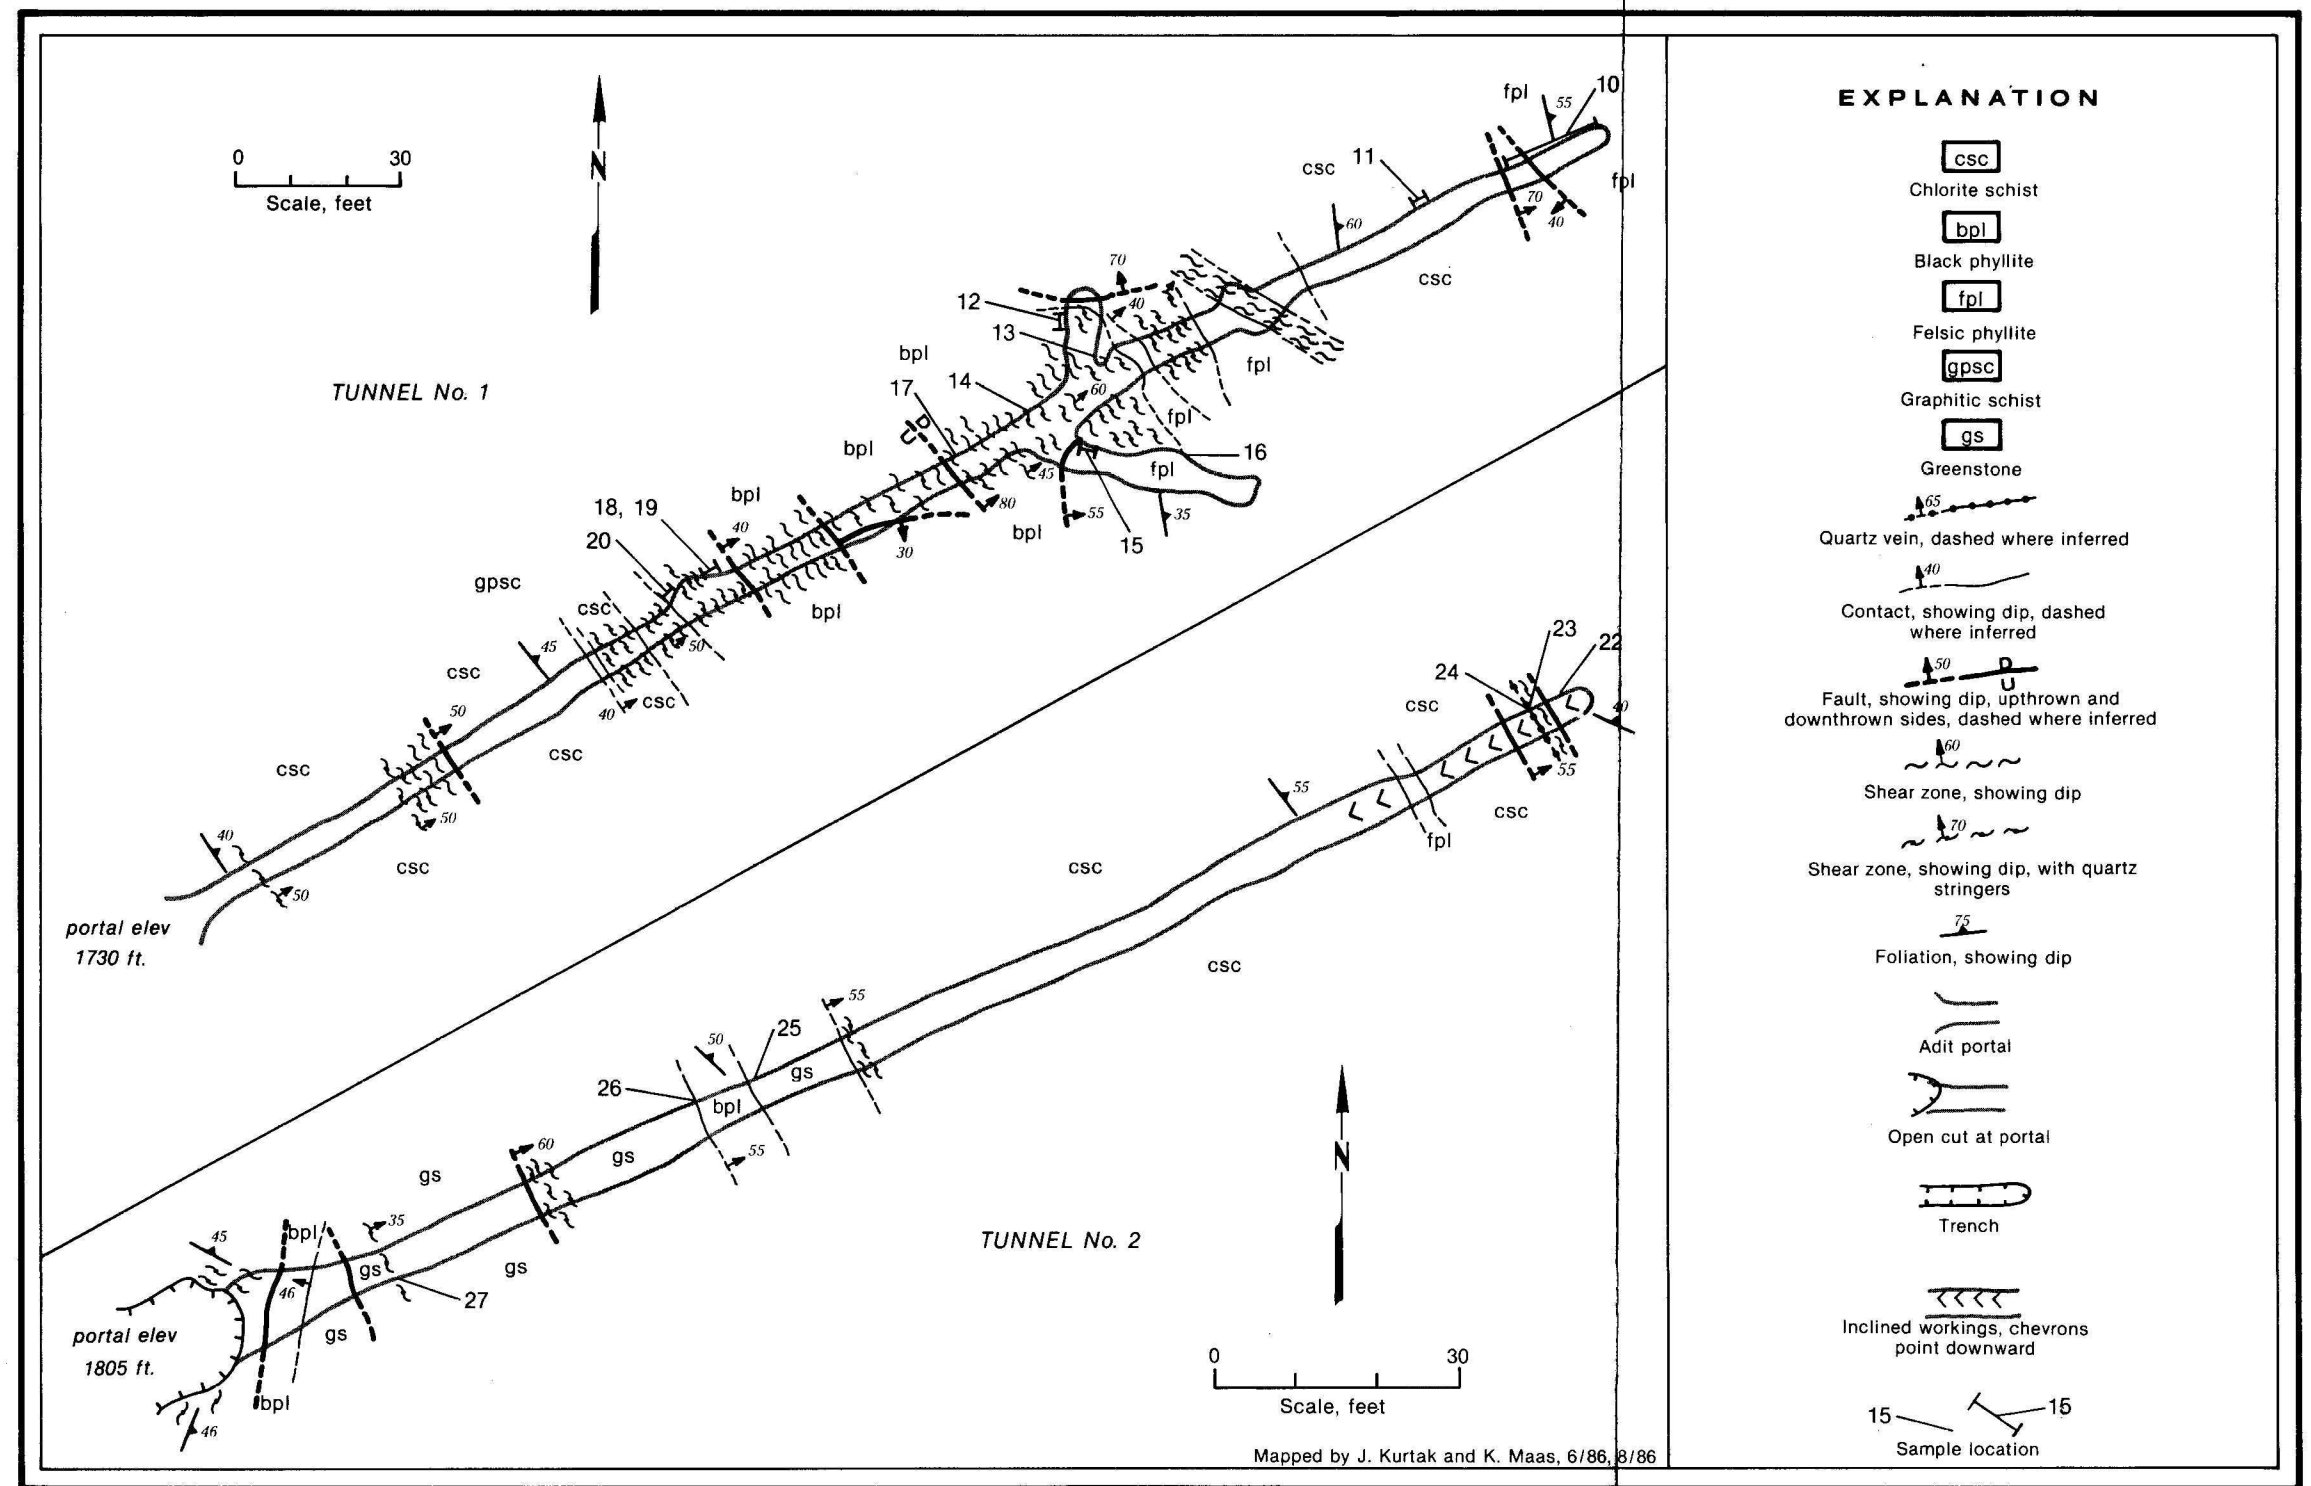 0 30
Scale, feet
N
TUNNEL No. 1
fpl
55
10
csc
11
fpl
60
70
40
csc
70
12
40
13
bpl
fpl
14
17
60
fpl
D
U
bpl
16
45
fpl
80
bpl
55
35
15
18, 19
bpl
40
20
30
gpsc
csc
bpl
45
50
csc
csc
40
50
csc
csc
50
40
csc
50
portal elev
1730 ft.
23
22
24
csc
40
55
55
csc
fpl
csc
csc
55
25
50
gs
26
bpl
60
55
gs
gs
35
bpl
45
gs
gs
46
27
gs
portal elev
1805 ft.
bpl
46
TUNNEL No. 2
N
0 30
Scale, feet
Mapped by J. Kurtak and K. Maas, 6/86, 8/86
EXPLANATION
csc
Chlorite schist
bpl
Black phyllite
fpl
Felsic phyllite
gpsc
Graphitic schist
gs
Greenstone
65
Quartz vein, dashed where inferred
40
Contact, showing dip, dashed
where inferred
50
D
U
Fault, showing dip, upthrown and
downthrown sides, dashed where inferred
60
Shear zone, showing dip
70
Shear zone, showing dip, with quartz
stringers
75
Foliation, showing dip
Adit portal
Open cut at portal
Trench
Inclined workings, chevrons
point downward
15 15
Sample location